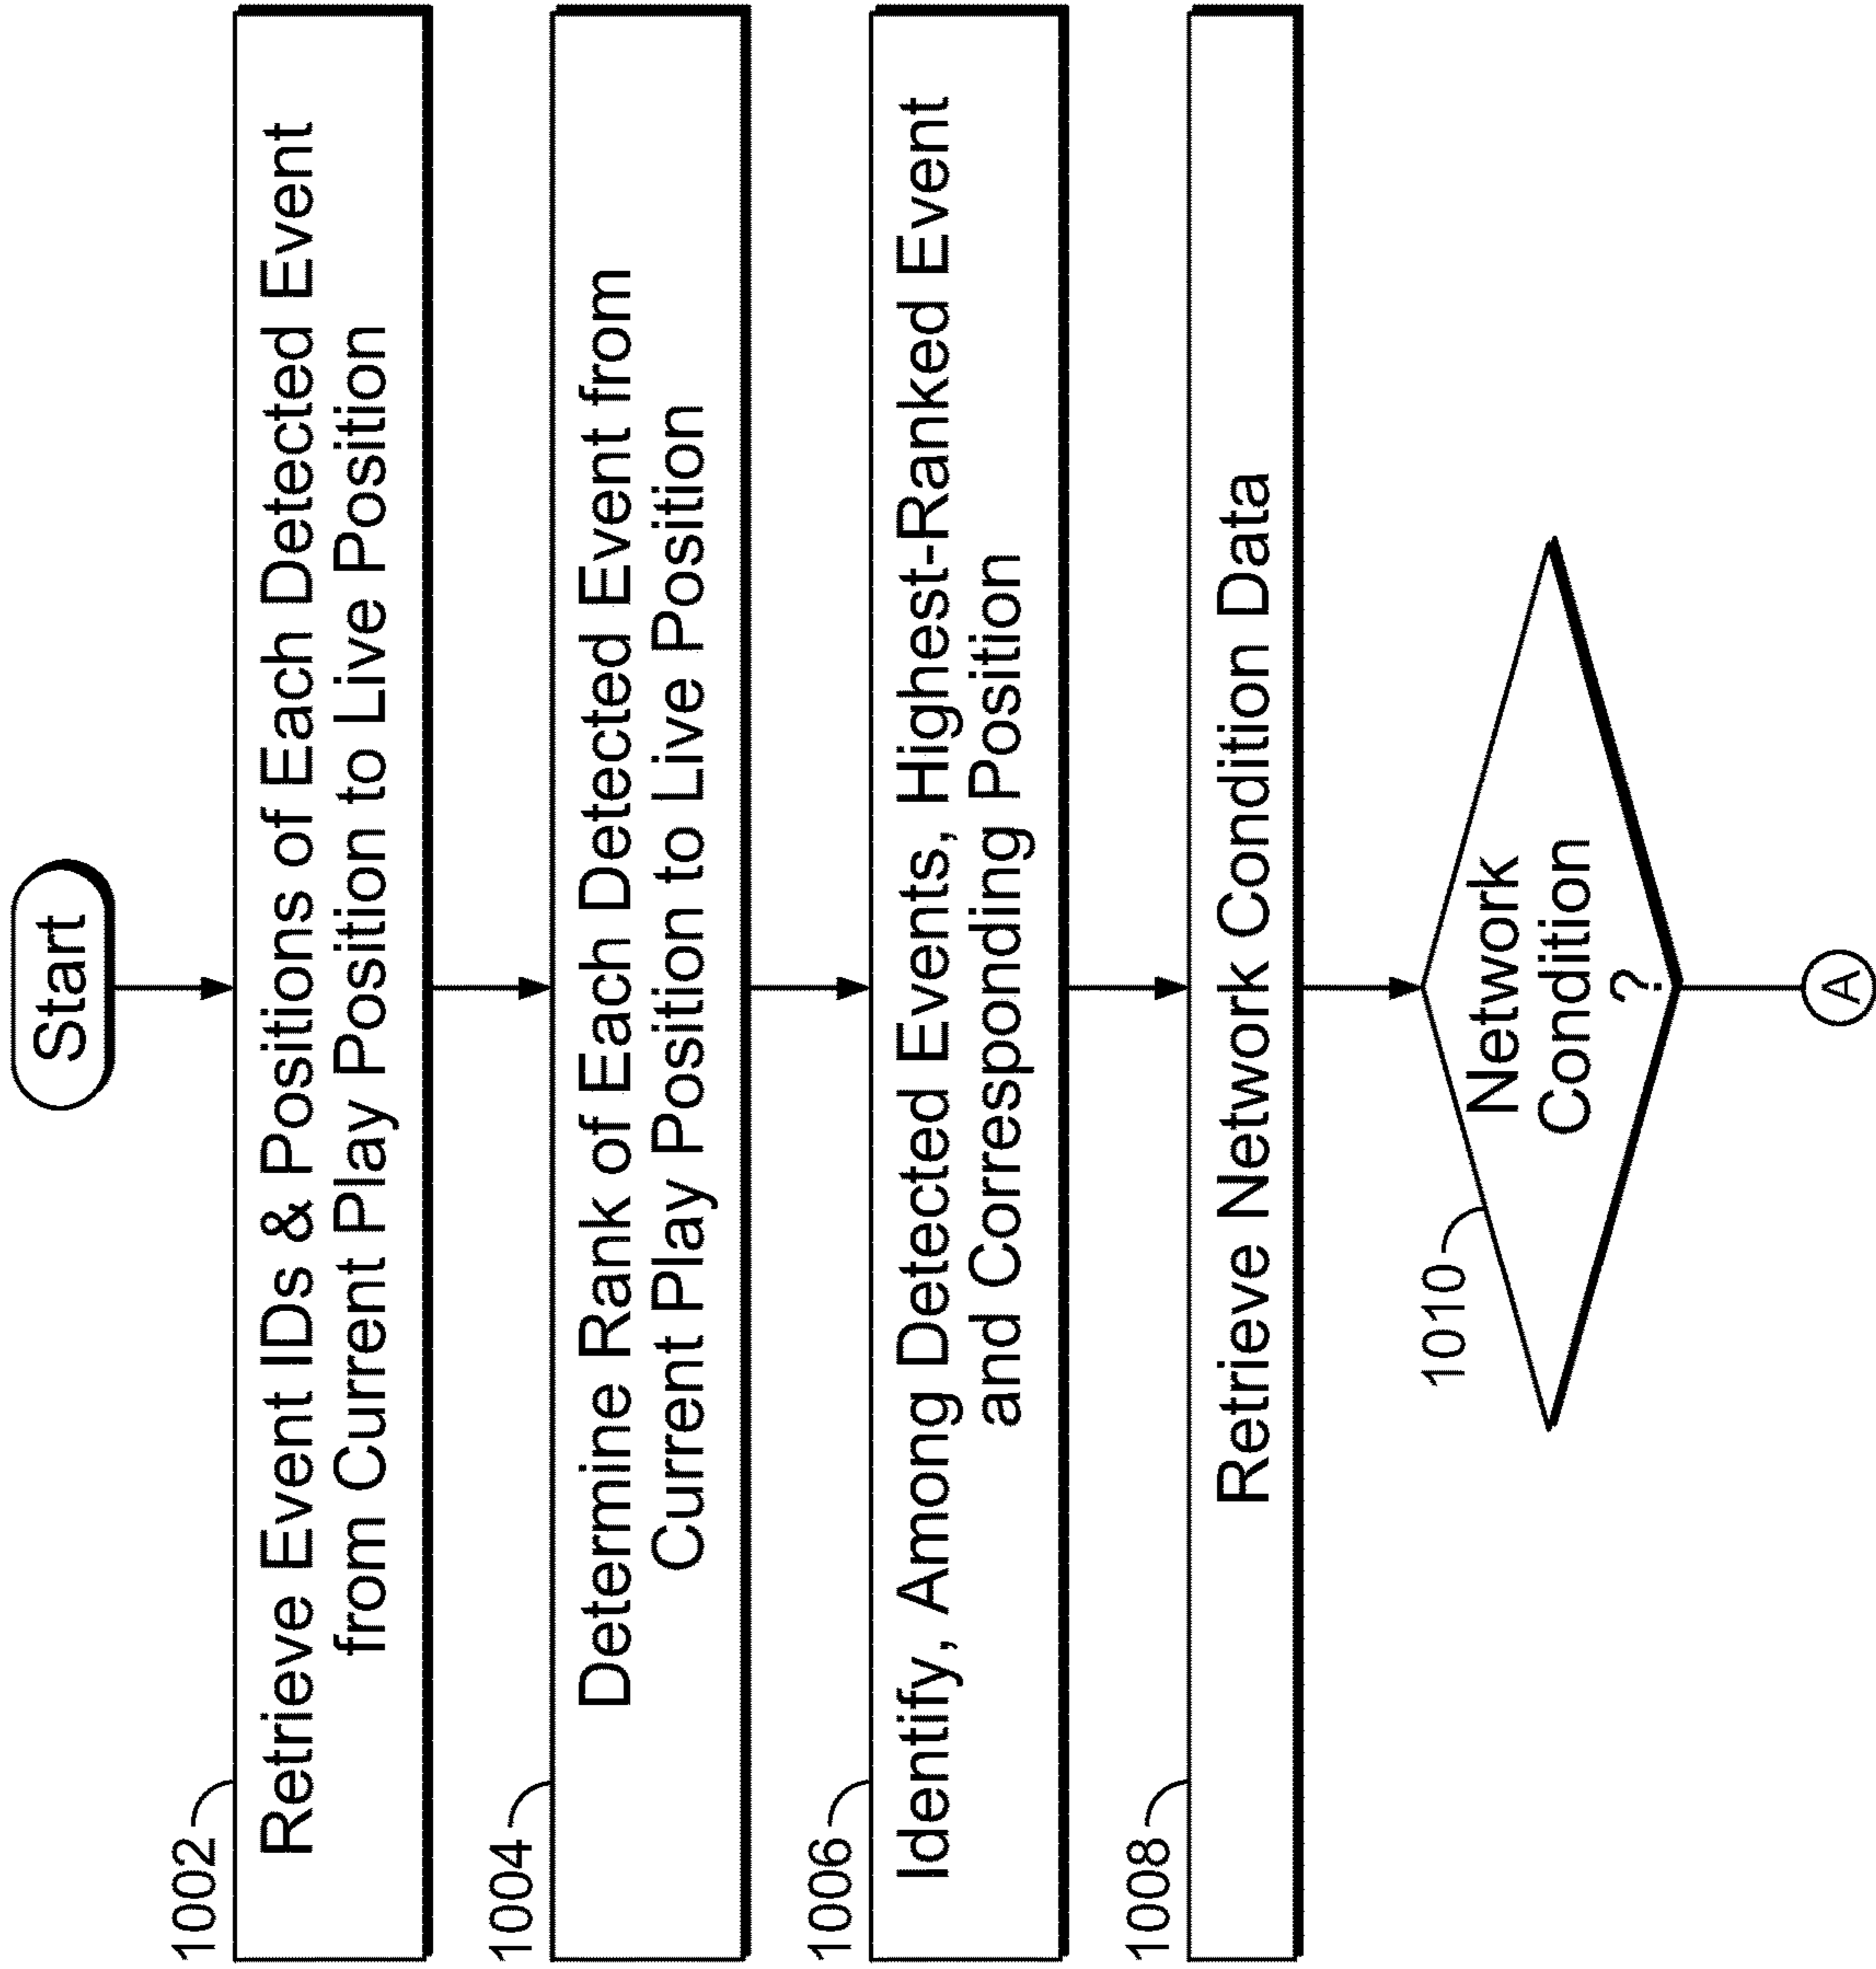 Start
1002
Retrieve Event IDs & Positions of Each Detected Event
from Current Play Position to Live Position
1004
Determine Rank of Each Detected Event from
Current Play Position to Live Position
1006
Identify, Among Detected Events, Highest-Ranked Event
and Corresponding Position
1008
Retrieve Network Condition Data
1010
Network
Condition
?
A